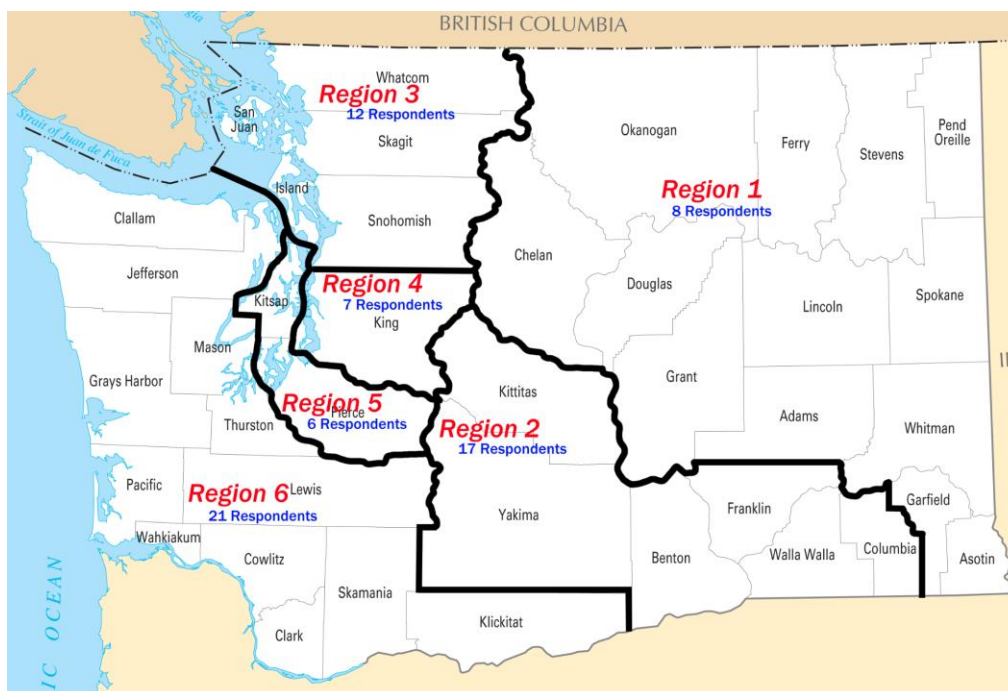 BRITISH COLUMBIA
Whatcom
Region 3
12 Respondents
San
Juan
Skagit
Strait of Juan de Fuca
Okanogan
Ferry
Stevens
Pend
Oreille
Island
Region 1
8 Respondents
Clallam
Snohomish
Chelan
Jefferson
Region 4
7 Respondents
Kitsap
King
Douglas
Lincoln
Spokane
Mason
Grays Harbor
Grant
Kittitas
Adams
Region 5
Pierce
6 Respondents
Thurston
Region 2
17 Respondents
Whitman
Pacific
Region 6
Lewis
21 Respondents
Yakima
Franklin
Garfield
Wahkiakum
Cowlitz
Benton
Walla Walla
Columbia
Asotin
Skamania
Clark
Klickitat
IC OCEAN